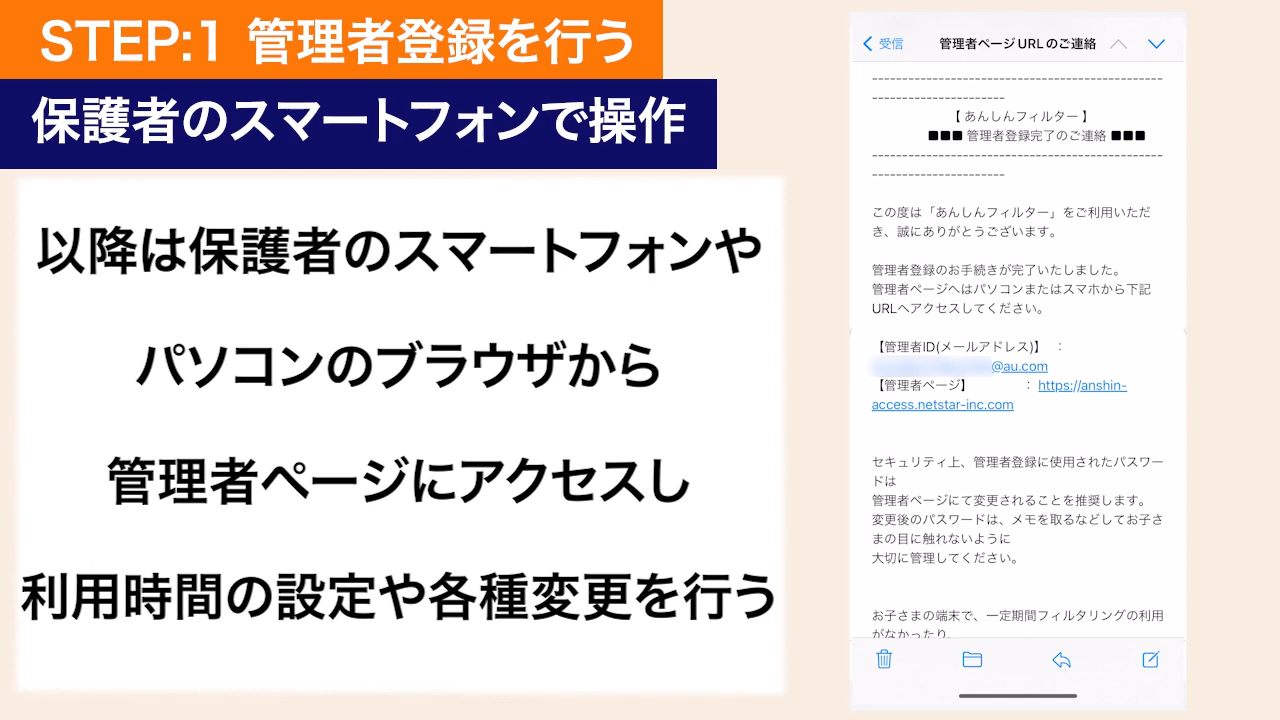 STEP:1 管理者登録を行う
保護者のスマートフォンで操作
以降は保護者のスマートフォンや
パソコンのブラウザから
管理者ページにアクセスし
利用時間の設定や各種変更を行う
受信
管理者ページURLのご連絡
-------------------------------------------------
----------------------
【 あんしんフィルター 】
■■■ 管理者登録完了のご連絡 ■■■
-------------------------------------------------
----------------------
この度は「あんしんフィルター」をご利用いただ
き、誠にありがとうございます。
管理者登録のお手続きが完了いたしました。
管理者ページへはパソコンまたはスマホから下記
URLへアクセスしてください。
【管理者ID(メールアドレス)】 :
@au.com
【管理者ページ】 : https://anshin-
access.netstar-inc.com
セキュリティ上、管理者登録に使用されたパスワー
ドは
管理者ページにて変更されることを推奨します。
変更後のパスワードは、メモを取るなどしてお子さ
まの目に触れないように
大切に管理してください。
お子さまの端末で、一定期間フィルタリングの利用
がなかったり、